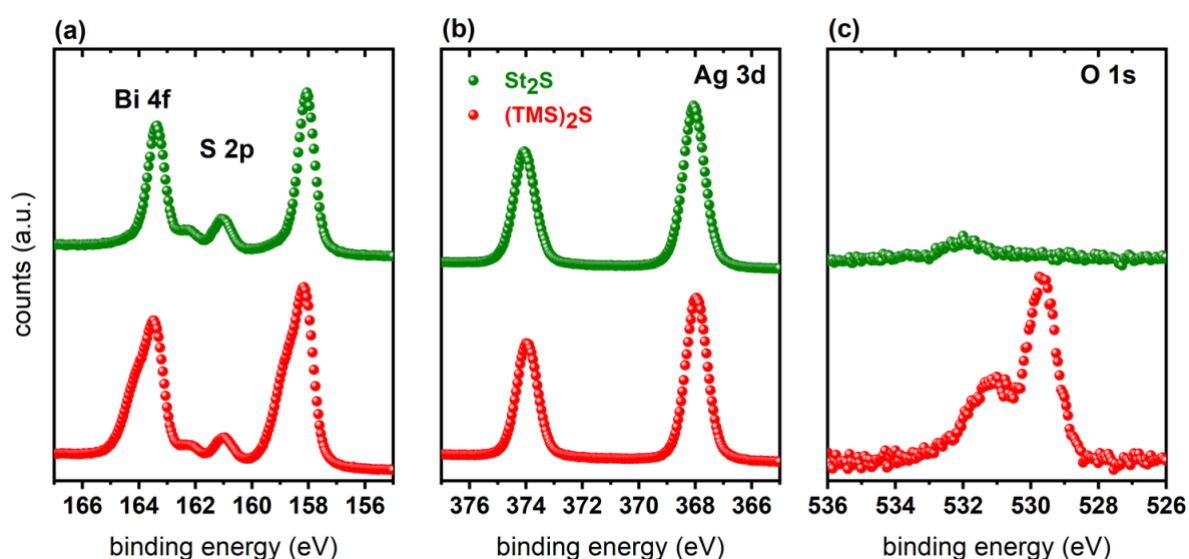 (a)
(b)
(c)
Bi 4f
S 2p
St₂S
(TMS)₂S
Ag 3d
O 1s
counts (a.u.)
166 164 162 160 158 156
376 374 372 370 368 366
536 534 532 530 528 526
binding energy (eV)
binding energy (eV)
binding energy (eV)